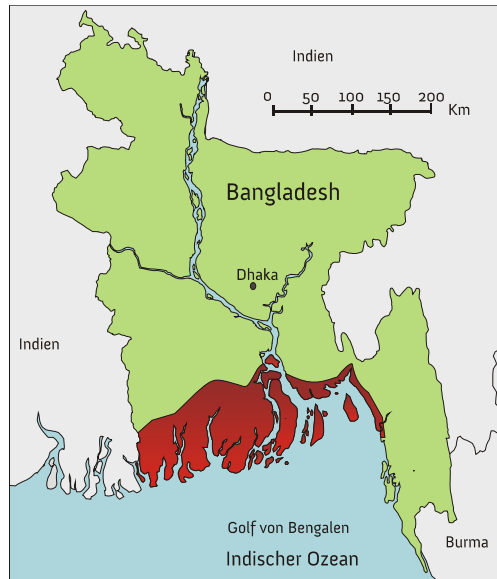 Indien
0 50 100 150 200
Km
Bangladesh
Dhaka
Indien
Golf von Bengalen
Indischer Ozean
Burma